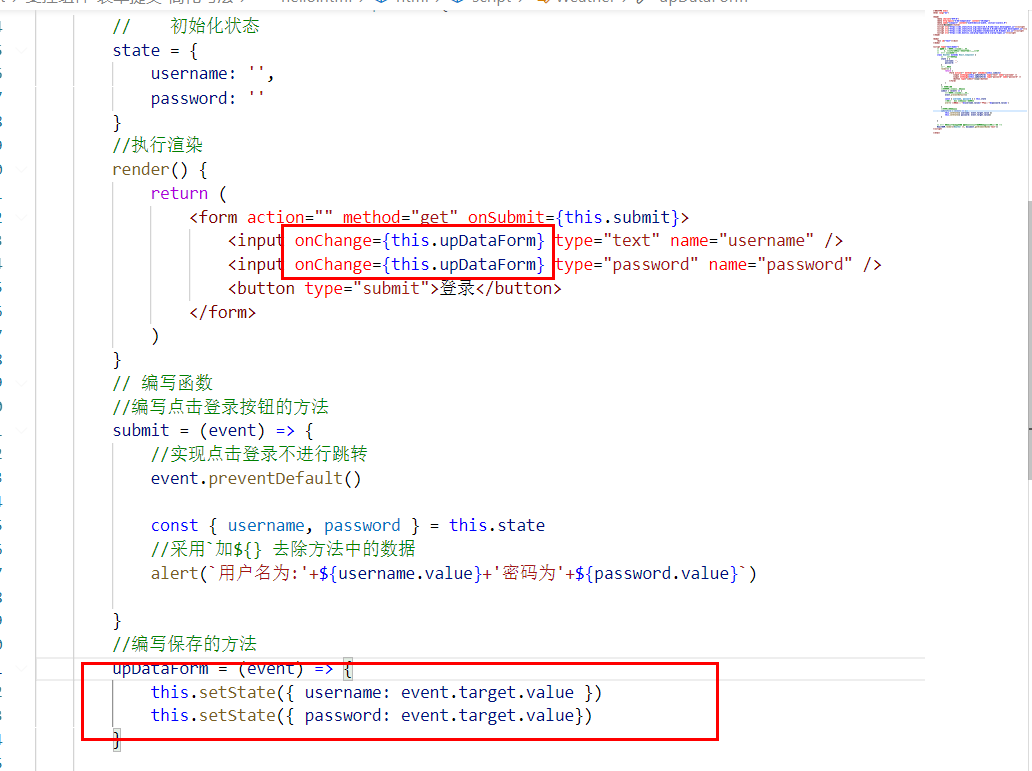 //    初始化状态
state = {
    username: '',
    password: ''
}
//执行渲染
render() {
    return (
        <form action="" method="get" onSubmit={this.submit}>
            <input onChange={this.upDataForm} type="text" name="username" />
            <input onChange={this.upDataForm} type="password" name="password" />
            <button type="submit">登录</button>
        </form>
    )
}
// 编写函数
//编写点击登录按钮的方法
submit = (event) => {
    //实现点击登录不进行跳转
    event.preventDefault()
    const { username, password } = this.state
    //采用`加${} 去除方法中的数据
    alert(`用户名为:'+${username.value}+'密码为'+${password.value}`)
}
//编写保存的方法
upDataForm = (event) => {
    this.setState({ username: event.target.value })
    this.setState({ password: event.target.value})
}